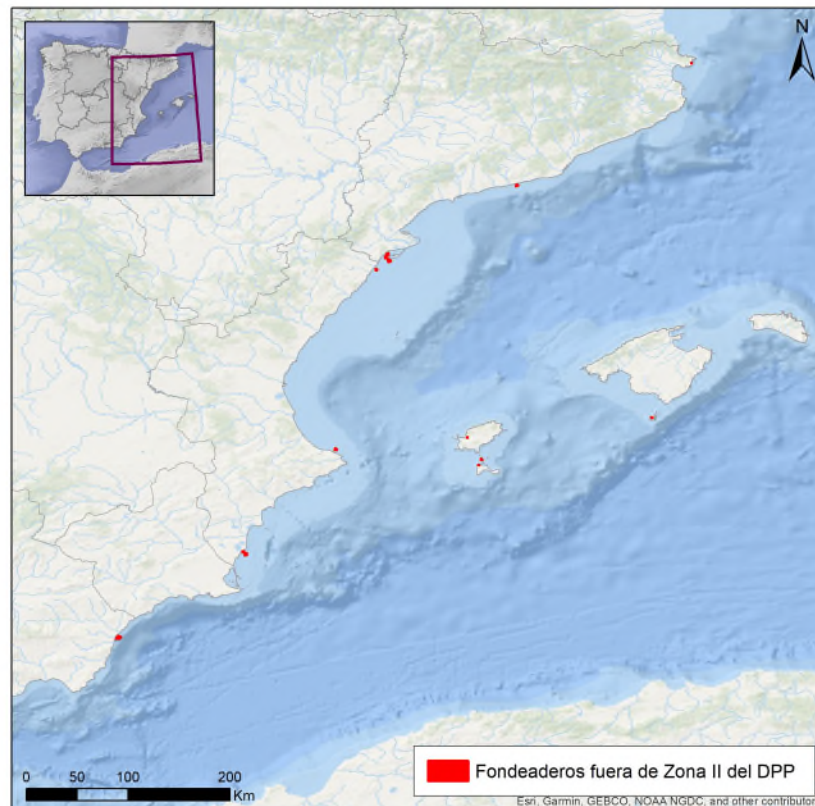 N
0 50 100 200
Km
Fondeaderos fuera de Zona II del DPP
Esri, Garmin, GEBCO, NOAA NGDC, and other contributor